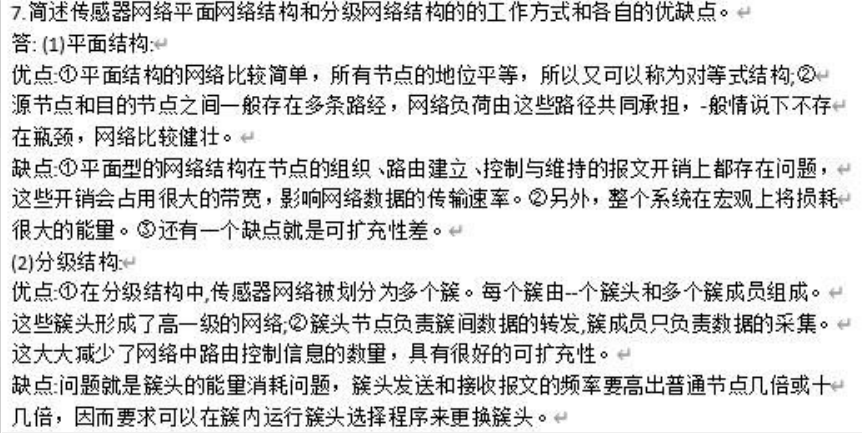 7.简述传感器网络平面网络结构和分级网络结构的的工作方式和各自的优缺点。
答: (1)平面结构:
优点:①平面结构的网络比较简单，所有节点的地位平等，所以又可以称为对等式结构;②
源节点和目的节点之间一般存在多条路经，网络负荷由这些路径共同承担，-般情说下不存
在瓶颈，网络比较健壮。
缺点:①平面型的网络结构在节点的组织、路由建立、控制与维持的报文开销上都存在问题，
这些开销会占用很大的带宽，影响网络数据的传输速率。②另外，整个系统在宏观上将损耗
很大的能量。③还有一个缺点就是可扩充性差。
(2)分级结构:
优点:①在分级结构中,传感器网络被划分为多个簇。每个簇由--个簇头和多个簇成员组成。
这些簇头形成了高一级的网络;②簇头节点负责簇间数据的转发,簇成员只负责数据的采集。
这大大减少了网络中路由控制信息的数量，具有很好的可扩充性。
缺点:问题就是簇头的能量消耗问题，簇头发送和接收报文的频率要高出普通节点几倍或十
几倍，因而要求可以在簇内运行簇头选择程序来更换簇头。